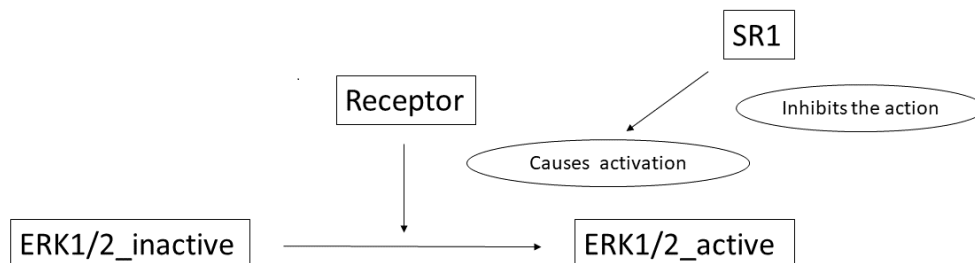 SR1
Receptor
Inhibits the action
Causes activation
ERK1/2_inactive
ERK1/2_active